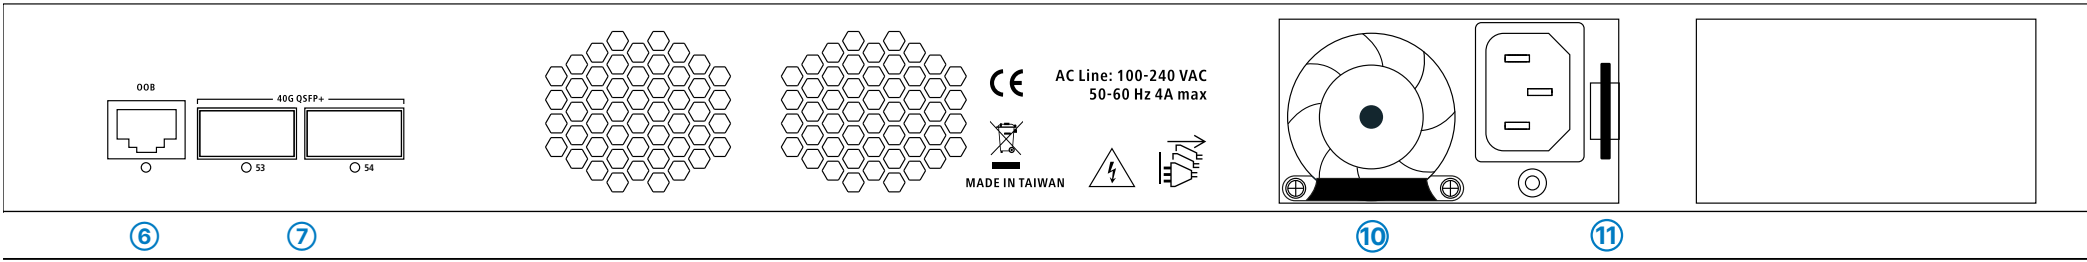 OOB
40G QSFP+
53
54
CE
AC Line: 100-240 VAC
50-60 Hz 4A max
MADE IN TAIWAN
6
7
10
11